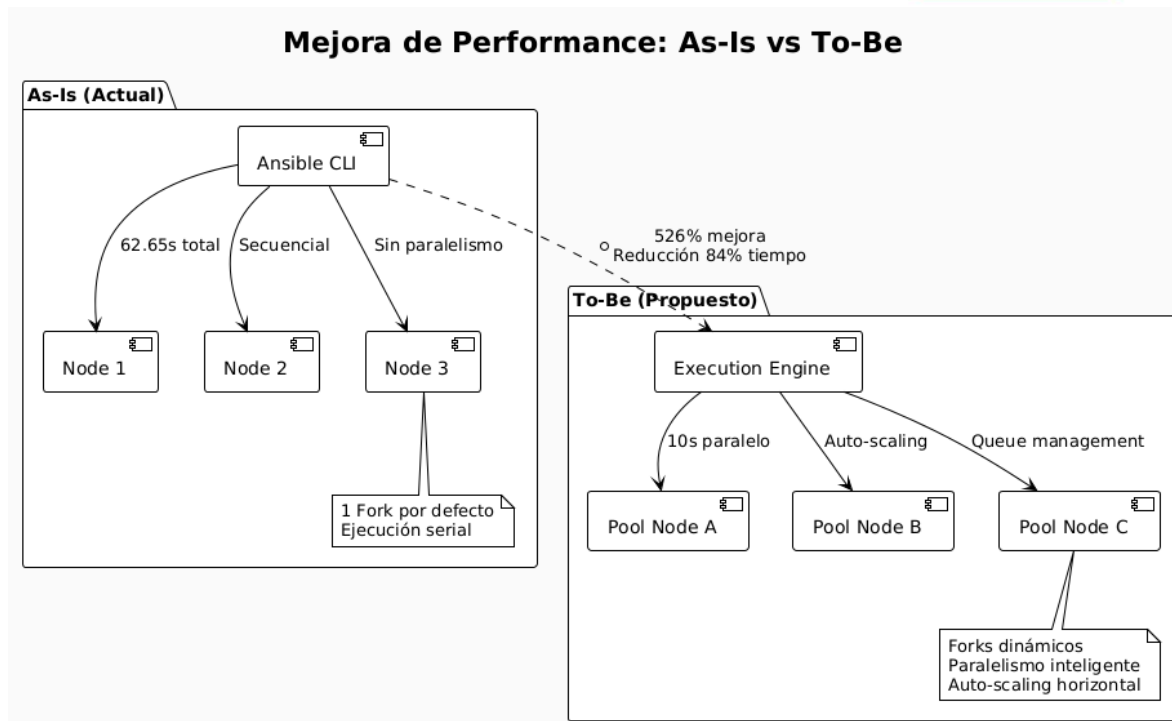 Mejora de Performance: As-Is vs To-Be
As-Is (Actual)
Ansible CLI
62.65s total
Secuencial
Sin paralelismo
526% mejora
Reducción 84% tiempo
Node 1
Node 2
Node 3
1 Fork por defecto
Ejecución serial
To-Be (Propuesto)
Execution Engine
10s paralelo
Auto-scaling
Queue management
Pool Node A
Pool Node B
Pool Node C
Forks dinámicos
Paralelismo inteligente
Auto-scaling horizontal